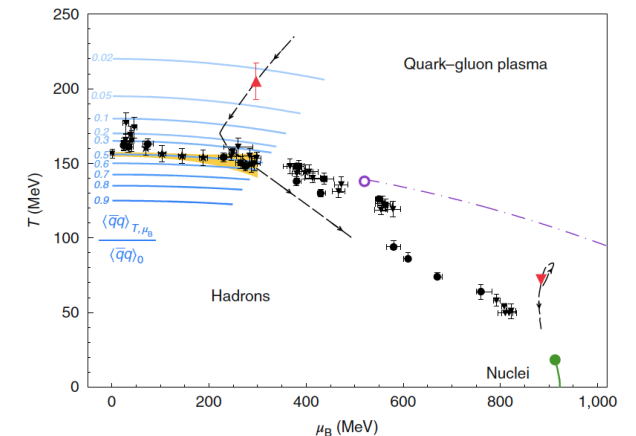 250
200
150
100
50
0
T (MeV)
0.02
0.05
0.1
0.2
0.3
0.5
0.6
0.7
0.8
0.9
⟨q̅q⟩T,μB
⟨q̅q⟩0
Quark–gluon plasma
Hadrons
Nuclei
0 200 400 600 800 1,000
μB (MeV)